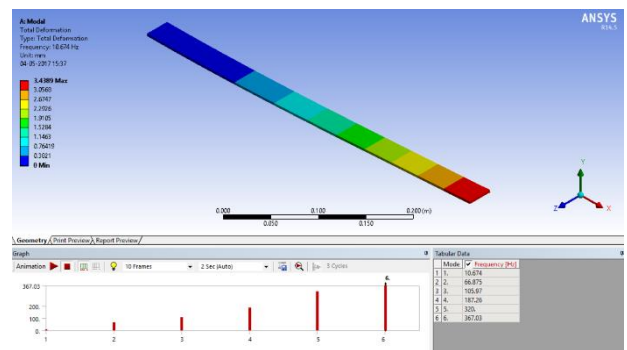 A: Modal
Total Deformation
Type: Total Deformation
Frequency: 10.674 Hz
Unit: mm
04-05-2017 15:37
3.4389 Max
3.0568
2.6747
2.2926
1.9105
1.5284
1.1463
0.76419
0 Min
ANSYS
R14.5
0.000 0.100 0.200 (m)
0.050 0.150
Y
Z X
Geometry Print Preview Report Preview
Graph
Animation 10 Frames 2 Sec (Auto) 3 Cycles
6.
367.03
200.
100.
0.
1 2 3 4 5 6
Tabular Data
Mode Frequency [Hz]
1 1. 10.674
2 2. 66.875
3 3. 105.97
4 4. 187.26
5 5. 320.
6 6. 367.03